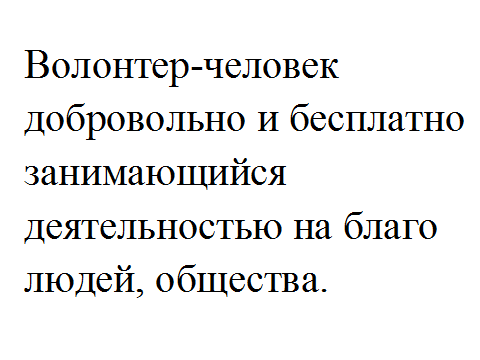 Волонтер-человек
добровольно и бесплатно
занимающийся
деятельностью на благо
людей, общества.